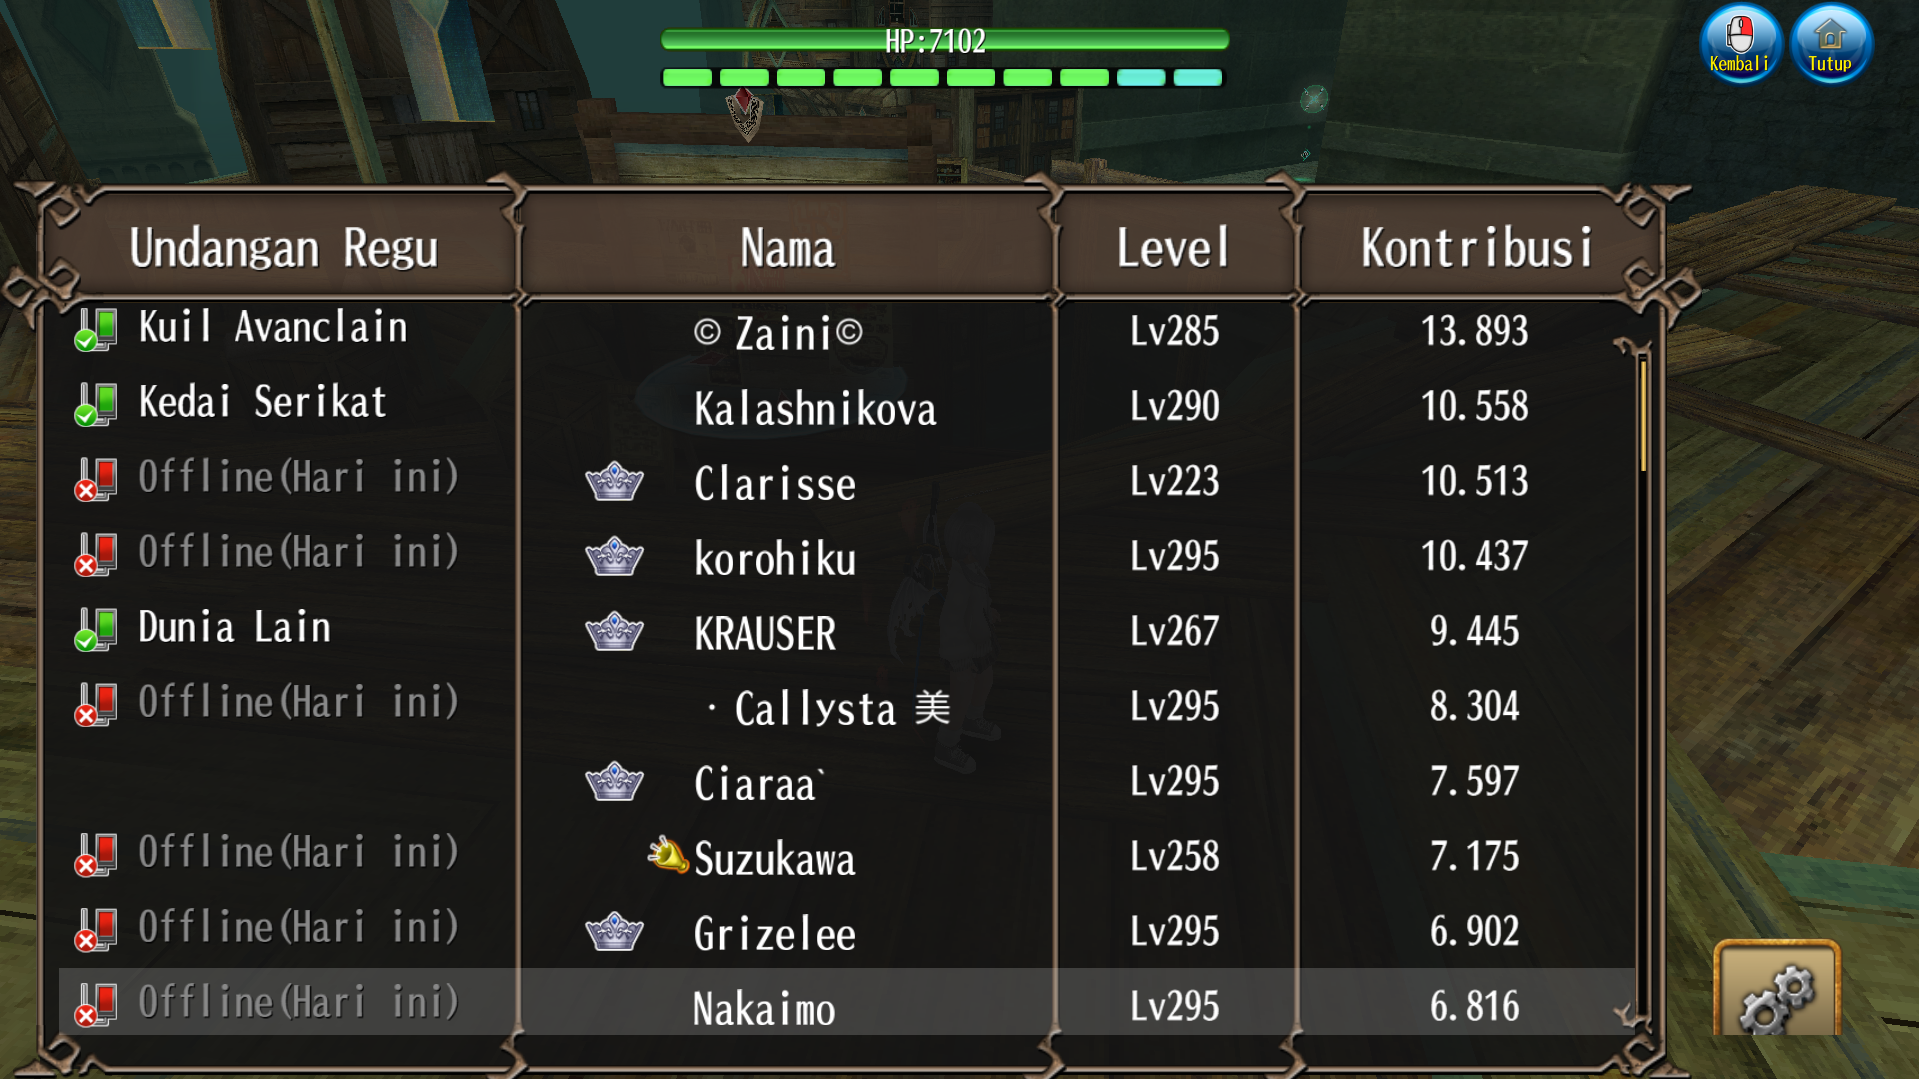 HP:7102
Kembali
Tutup
Undangan Regu Nama Level Kontribusi
Kuil Avanclain © Zaini© Lv285 13.893
Kedai Serikat Kalashnikova Lv290 10.558
Offline(Hari ini) Clarisse Lv223 10.513
Offline(Hari ini) korohiku Lv295 10.437
Dunia Lain KRAUSER Lv267 9.445
Offline(Hari ini) ・Callysta 美 Lv295 8.304
Ciaraa` Lv295 7.597
Offline(Hari ini) Suzukawa Lv258 7.175
Offline(Hari ini) Grizelee Lv295 6.902
Offline(Hari ini) Nakaimo Lv295 6.816